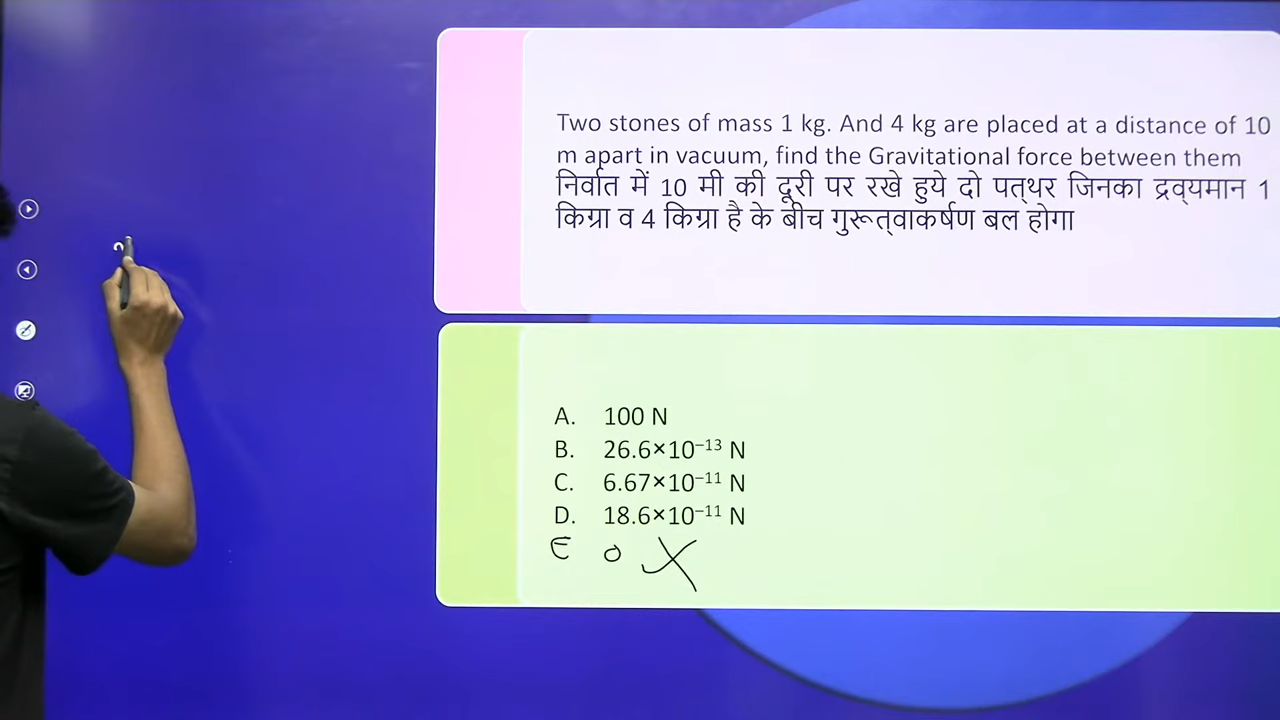 Two stones of mass 1 kg. And 4 kg are placed at a distance of 10
m apart in vacuum, find the Gravitational force between them
निर्वात में 10 मी की दूरी पर रखे हुये दो पत्थर जिनका द्रव्यमान 1
किग्रा व 4 किग्रा है के बीच गुरूत्वाकर्षण बल होगा
A. 100 N
B. 26.6×10⁻¹³ N
C. 6.67×10⁻¹¹ N
D. 18.6×10⁻¹¹ N
E 0